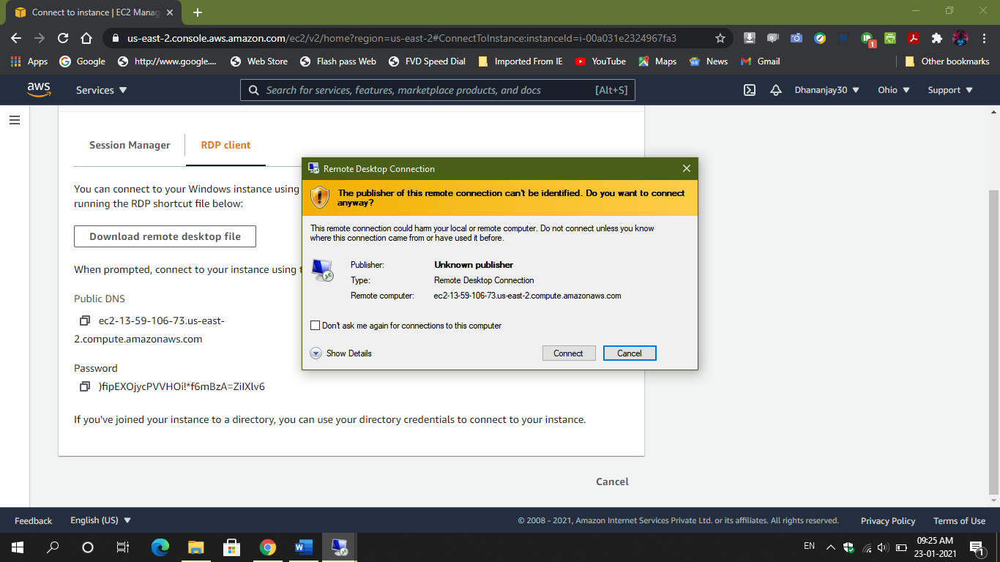 Connect to instance | EC2 Manag
us-east-2.console.aws.amazon.com/ec2/v2/home?region=us-east-2#ConnectToInstance:instanceId=i-00a031e2324967fa3
1
Apps Google http://www.google.... Web Store Flash pass Web FVD Speed Dial Imported From IE YouTube Maps News Gmail Other bookmarks
aws Services Search for services, features, marketplace products, and docs [Alt+S] Dhananjay30 Ohio Support
Session Manager RDP client
You can connect to your Windows instance using
running the RDP shortcut file below:
Download remote desktop file
When prompted, connect to your instance using t
Public DNS
ec2-13-59-106-73.us-east-
2.compute.amazonaws.com
Password
)fipEXOjycPVVHOi!*f6mBzA=ZiIXlv6
If you've joined your instance to a directory, you can use your directory credentials to connect to your instance.
Cancel
Remote Desktop Connection
The publisher of this remote connection can't be identified. Do you want to connect
anyway?
This remote connection could harm your local or remote computer. Do not connect unless you know
where this connection came from or have used it before.
Publisher: Unknown publisher
Type: Remote Desktop Connection
Remote computer: ec2-13-59-106-73.us-east-2.compute.amazonaws.com
Don't ask me again for connections to this computer
Show Details Connect Cancel
Feedback English (US) © 2008 - 2021, Amazon Internet Services Private Ltd. or its affiliates. All rights reserved. Privacy Policy Terms of Use
EN 09:25 AM
23-01-2021
1